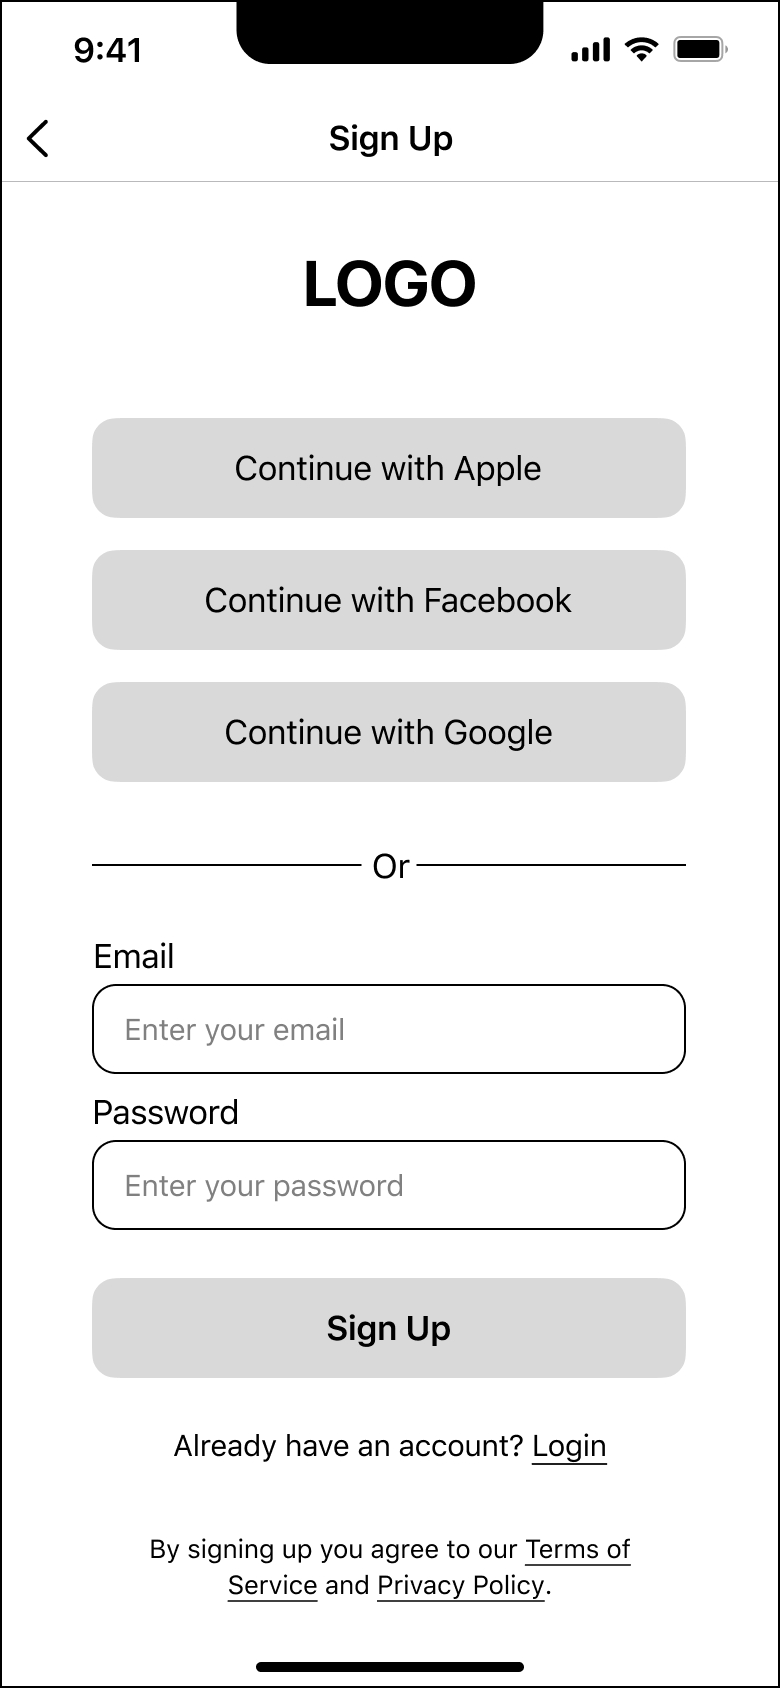 9:41
Sign Up
LOGO
Continue with Apple
Continue with Facebook
Continue with Google
Or
Email
Enter your email
Password
Enter your password
Sign Up
Already have an account? Login
By signing up you agree to our Terms of
Service and Privacy Policy.